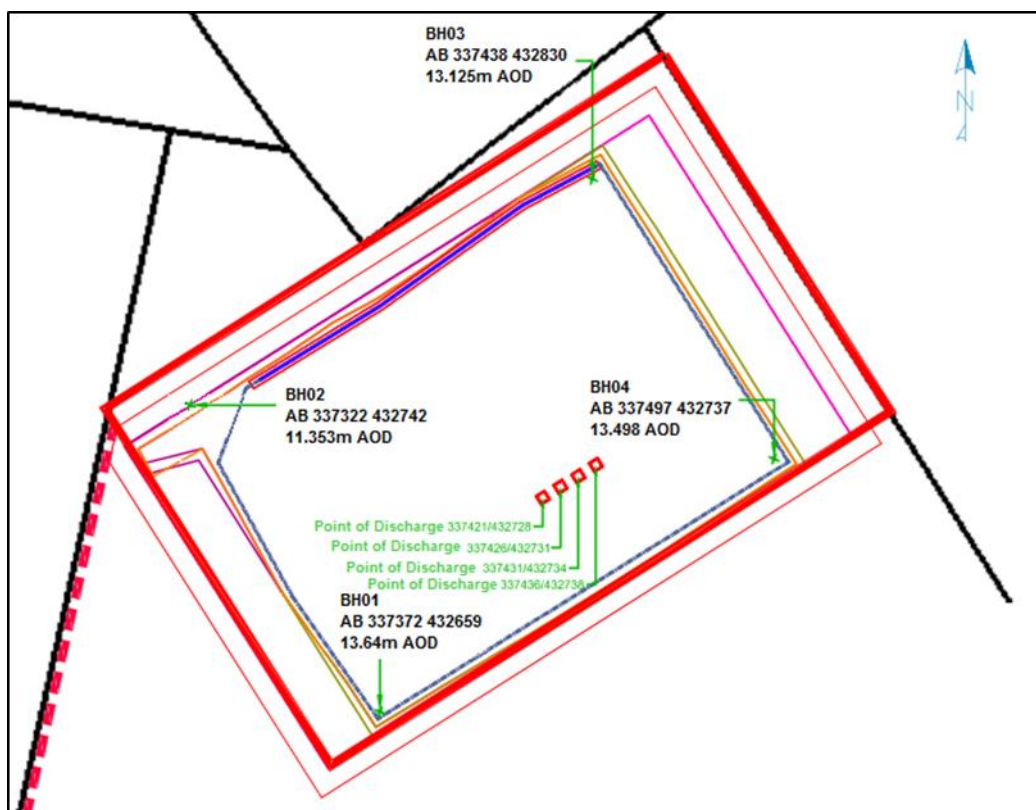 BH03
AB 337438 432830
13.125m AOD
N
BH02
AB 337322 432742
11.353m AOD
BH04
AB 337497 432737
13.498 AOD
Point of Discharge 337421/432728
Point of Discharge 337426/432731
Point of Discharge 337431/432734
Point of Discharge 337436/432738
BH01
AB 337372 432659
13.64m AOD